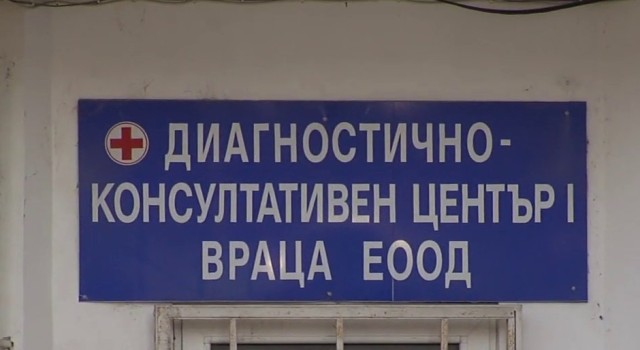 ДИАГНОСТИЧНО-
КОНСУЛТАТИВЕН ЦЕНТЪР I
ВРАЦА ЕООД